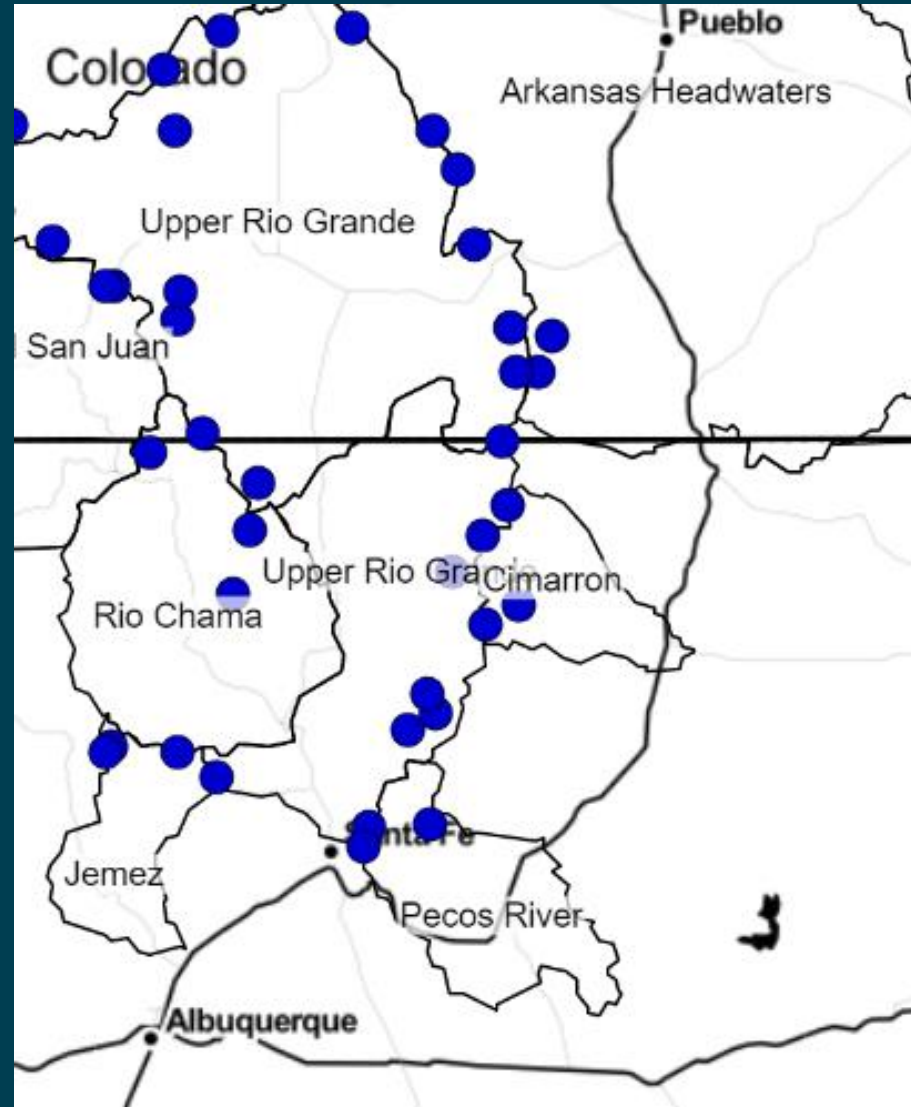 Pueblo
Colorado
Arkansas Headwaters
Upper Rio Grande
San Juan
Upper Rio Grande
Cimarron
Rio Chama
Santa Fe
Jemez
Pecos River
Albuquerque